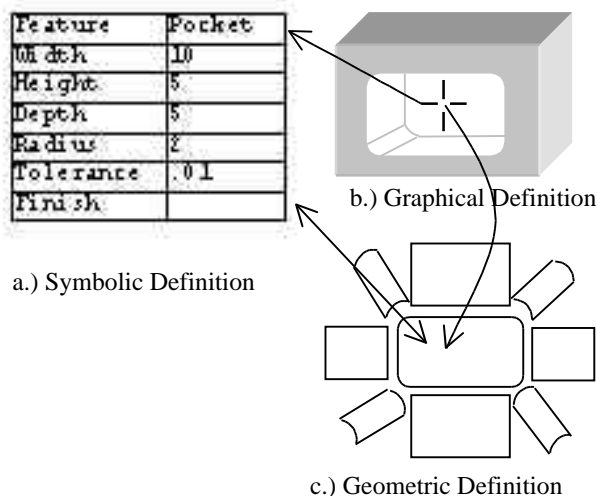 Feature Pocket
Width 10
Height 5
Depth 5
Radius 2
Tolerance .01
Finish
b.) Graphical Definition
a.) Symbolic Definition
c.) Geometric Definition